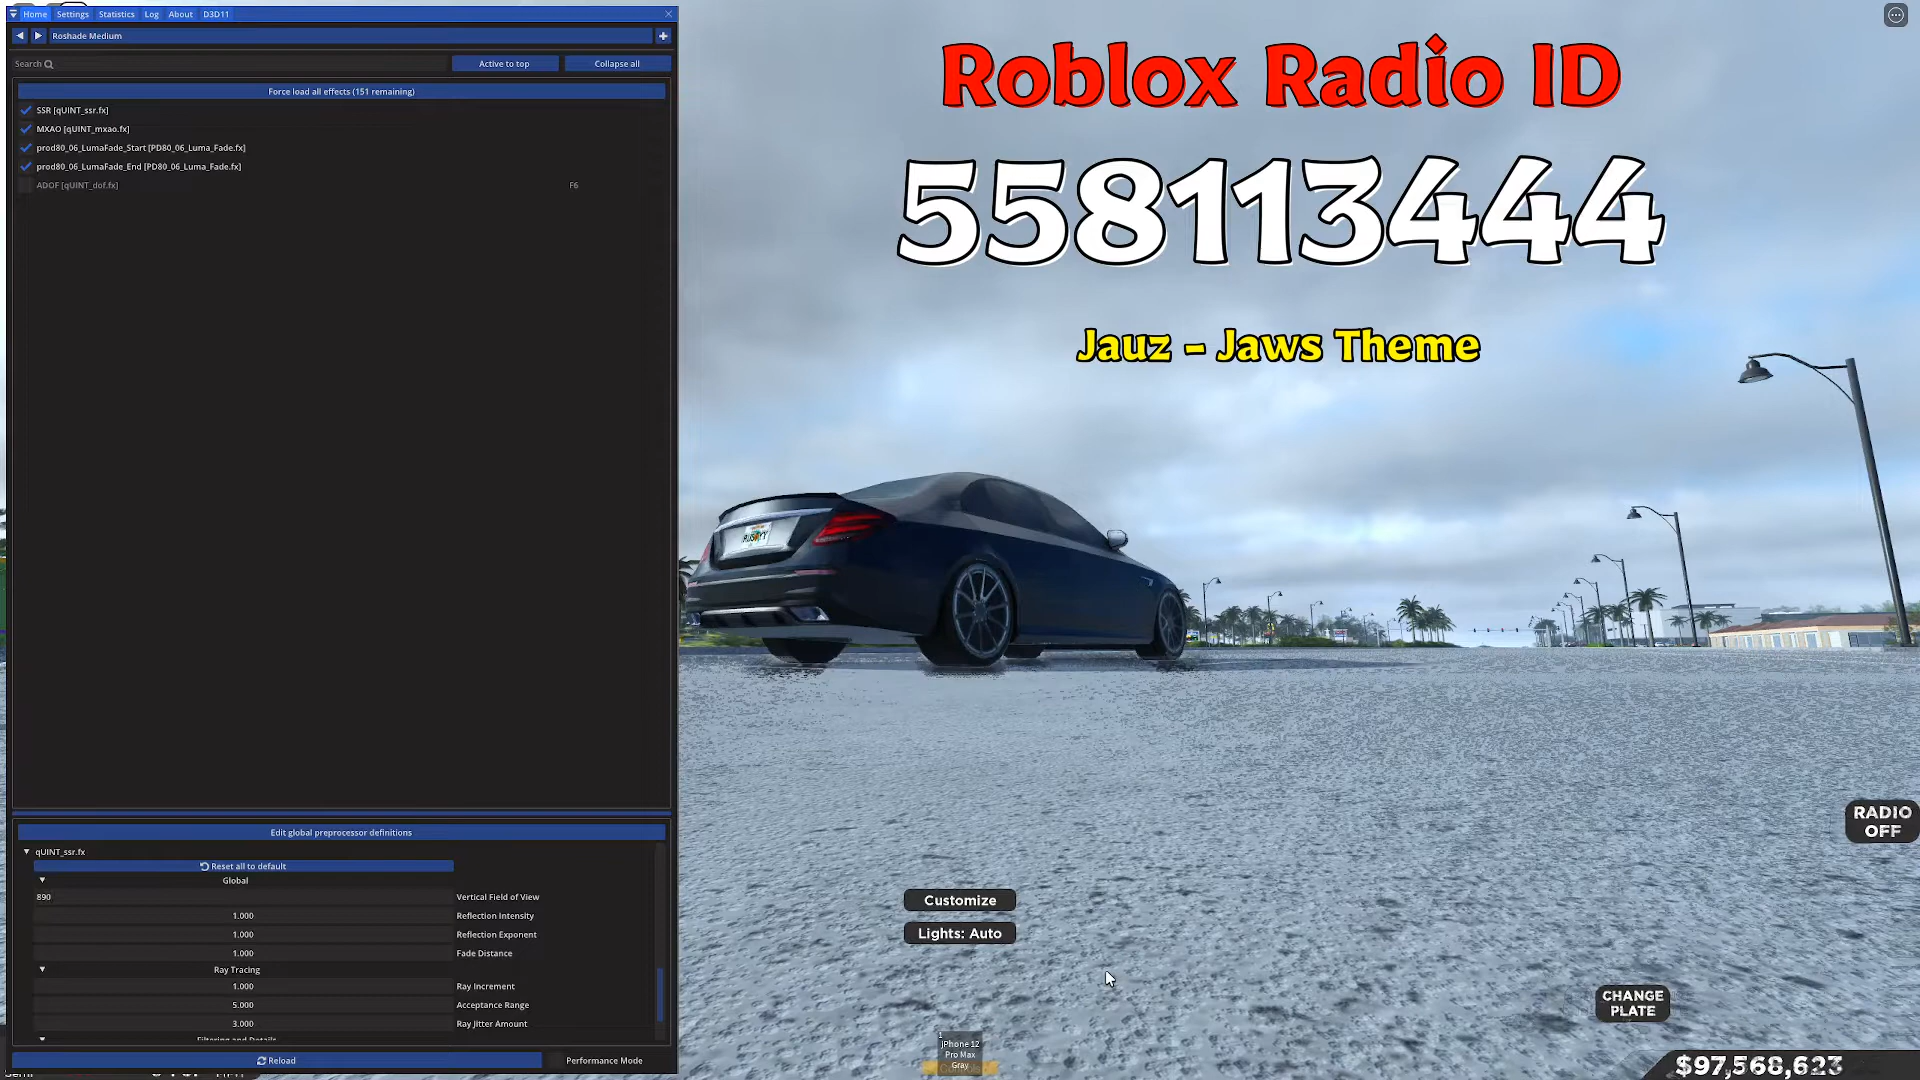 Home Settings Statistics Log About D3D11
Roshade Medium
Search
Active to top
Collapse all
Force load all effects (151 remaining)
SSR [qUINT_ssr.fx]
MXAO [qUINT_mxao.fx]
prod80_06_LumaFade_Start [PD80_06_Luma_Fade.fx]
prod80_06_LumaFade_End [PD80_06_Luma_Fade.fx]
ADOF [qUINT_dof.fx] F6
Edit global preprocessor definitions
qUINT_ssr.fx
Reset all to default
Global
890 Vertical Field of View
1.000 Reflection Intensity
1.000 Reflection Exponent
1.000 Fade Distance
Ray Tracing
1.000 Ray Increment
5.000 Acceptance Range
3.000 Ray Jitter Amount
Filtering and Details
Reload
Performance Mode
Roblox Radio ID
558113444
Jauz - Jaws Theme
RADIO
OFF
Customize
Lights: Auto
CHANGE
PLATE
1
JPhone 12
Pro Max
Gray
$97,568,623